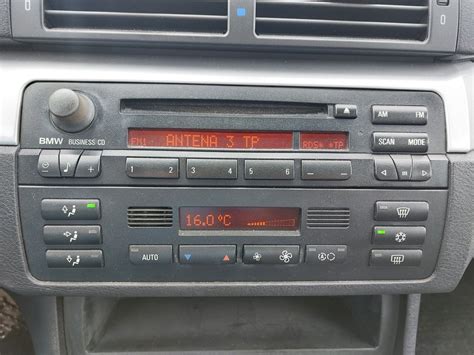 AM FM
FM1 ANTENA 3 TP RDS* *TP
BMW BUSINESS CD
SCAN MODE
1 2 3 4 5 6
16.0°C
AUTO